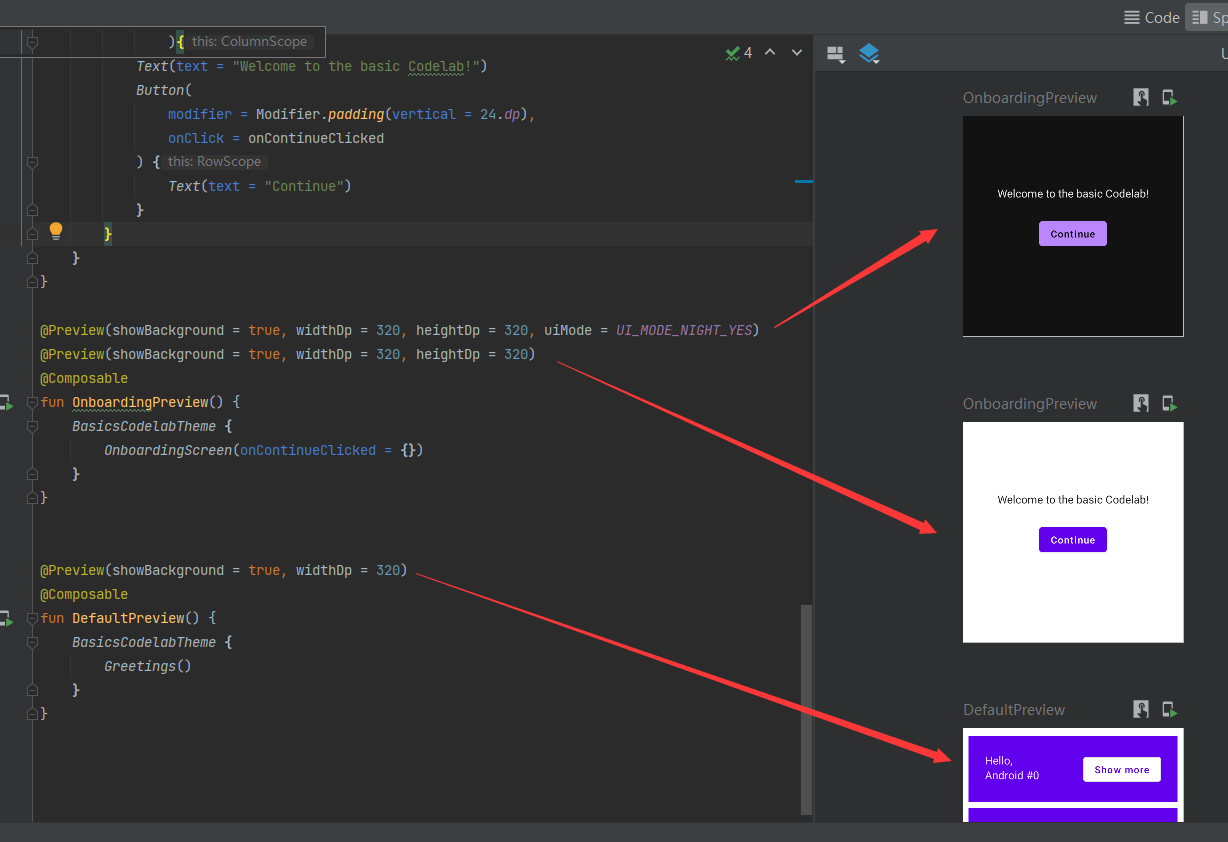 Code Sp
){ this: ColumnScope
4
U
Text(text = "Welcome to the basic Codelab!")
Button(
modifier = Modifier.padding(vertical = 24.dp),
onClick = onContinueClicked
) { this: RowScope
Text(text = "Continue")
}
}
}
}
@Preview(showBackground = true, widthDp = 320, heightDp = 320, uiMode = UI_MODE_NIGHT_YES)
@Preview(showBackground = true, widthDp = 320, heightDp = 320)
@Composable
fun OnboardingPreview() {
BasicsCodelabTheme {
OnboardingScreen(onContinueClicked = {})
}
}
@Preview(showBackground = true, widthDp = 320)
@Composable
fun DefaultPreview() {
BasicsCodelabTheme {
Greetings()
}
}
OnboardingPreview
Welcome to the basic Codelab!
Continue
OnboardingPreview
Welcome to the basic Codelab!
Continue
DefaultPreview
Hello,
Android #0
Show more